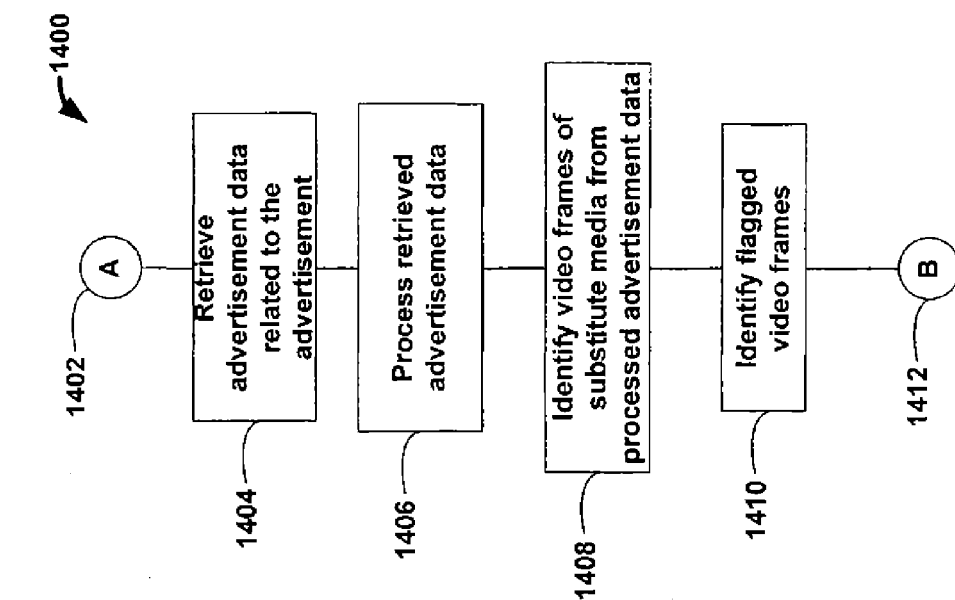 1400
A
1402
Retrieve
advertisement data
related to the
advertisement
1404
Process retrieved
advertisement data
1406
Identify video frames of
substitute media from
processed advertisement data
1408
Identify flagged
video frames
1410
B
1412